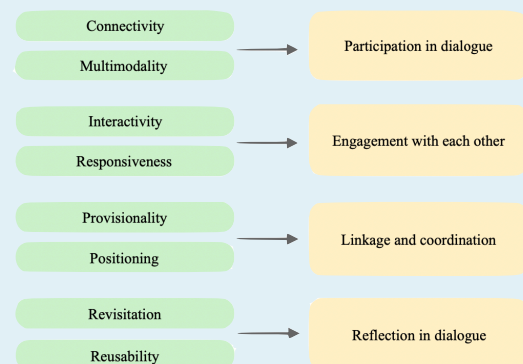 Connectivity
Multimodality
Participation in dialogue
Interactivity
Responsiveness
Engagement with each other
Provisionality
Positioning
Linkage and coordination
Revisitation
Reusability
Reflection in dialogue